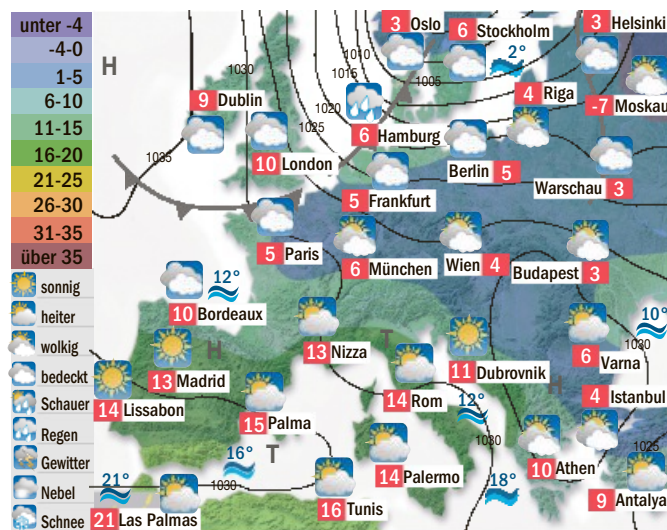 unter -4
-4-0
1-5
6-10
11-15
16-20
21-25
26-30
31-35
über 35
sonnig
heiter
wolkig
bedeckt
Schauer
Regen
Gewitter
Nebel
Schnee
H
3 Oslo
6 Stockholm
3 Helsinki
2°
1010
1005
1015
1020
1030
1025
1035
4 Riga
-7 Moskau
9 Dublin
6 Hamburg
10 London
Berlin 5
Warschau 3
5 Frankfurt
5 Paris
6 München
Wien 4
Budapest 3
12°
10 Bordeaux
10°
1030
H
T
13 Nizza
11 Dubrovnik
6 Varna
13 Madrid
14 Rom
H
4 Istanbul
14 Lissabon
15 Palma
12°
1030
1025
T
16°
14 Palermo
10 Athen
21°
1030
18°
16 Tunis
9 Antalya
21 Las Palmas